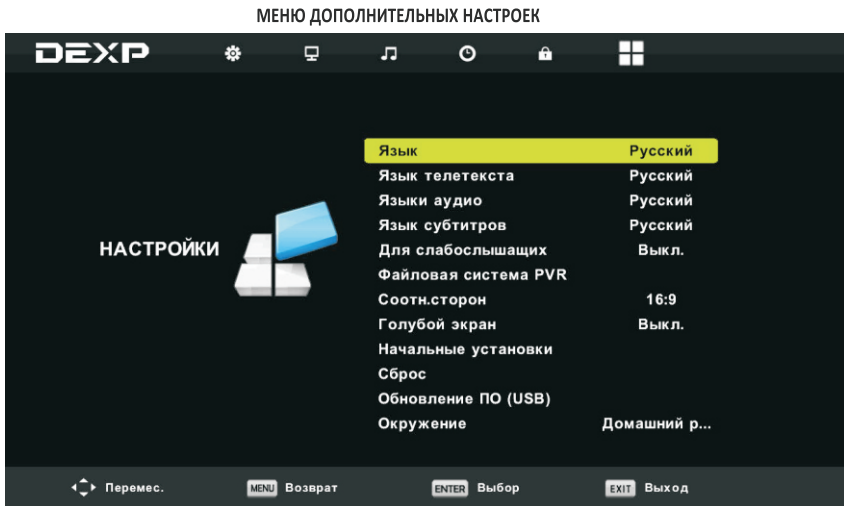 МЕНЮ ДОПОЛНИТЕЛЬНЫХ НАСТРОЕК
DEXP
НАСТРОЙКИ
Язык Русский
Язык телетекста Русский
Языки аудио Русский
Язык субтитров Русский
Для слабослышащих Выкл.
Файловая система PVR
Соотн.сторон 16:9
Голубой экран Выкл.
Начальные установки
Сброс
Обновление ПО (USB)
Окружение Домашний р...
Перемес. MENU Возврат ENTER Выбор EXIT Выход